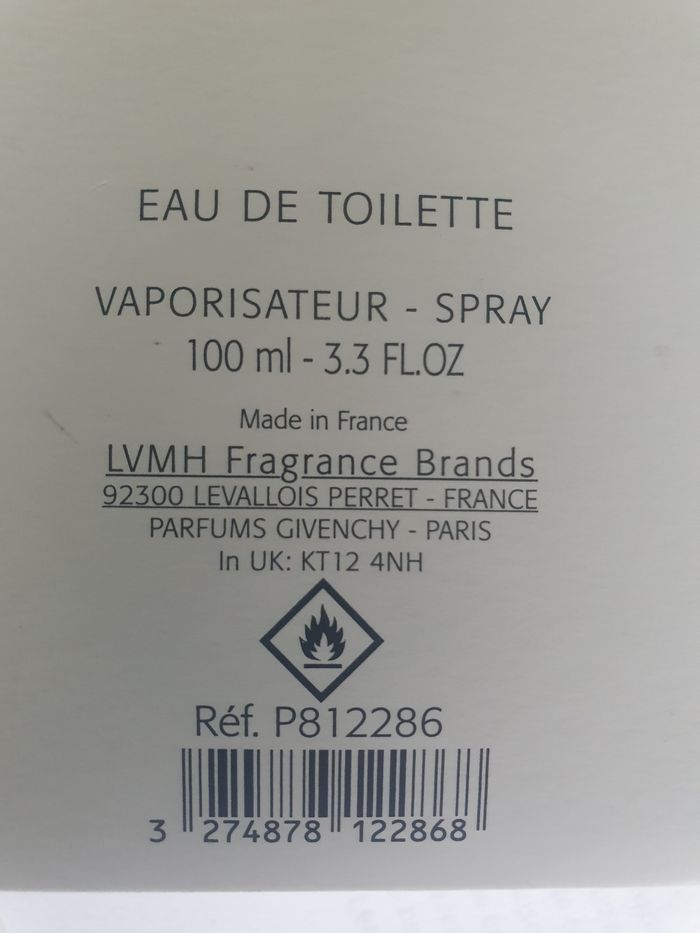 EAU DE TOILETTE
VAPORISATEUR - SPRAY
100 ml - 3.3 FL.OZ
Made in France
LVMH Fragrance Brands
92300 LEVALLOIS PERRET - FRANCE
PARFUMS GIVENCHY - PARIS
In UK: KT12 4NH
Réf. P812286
3 274878 122868